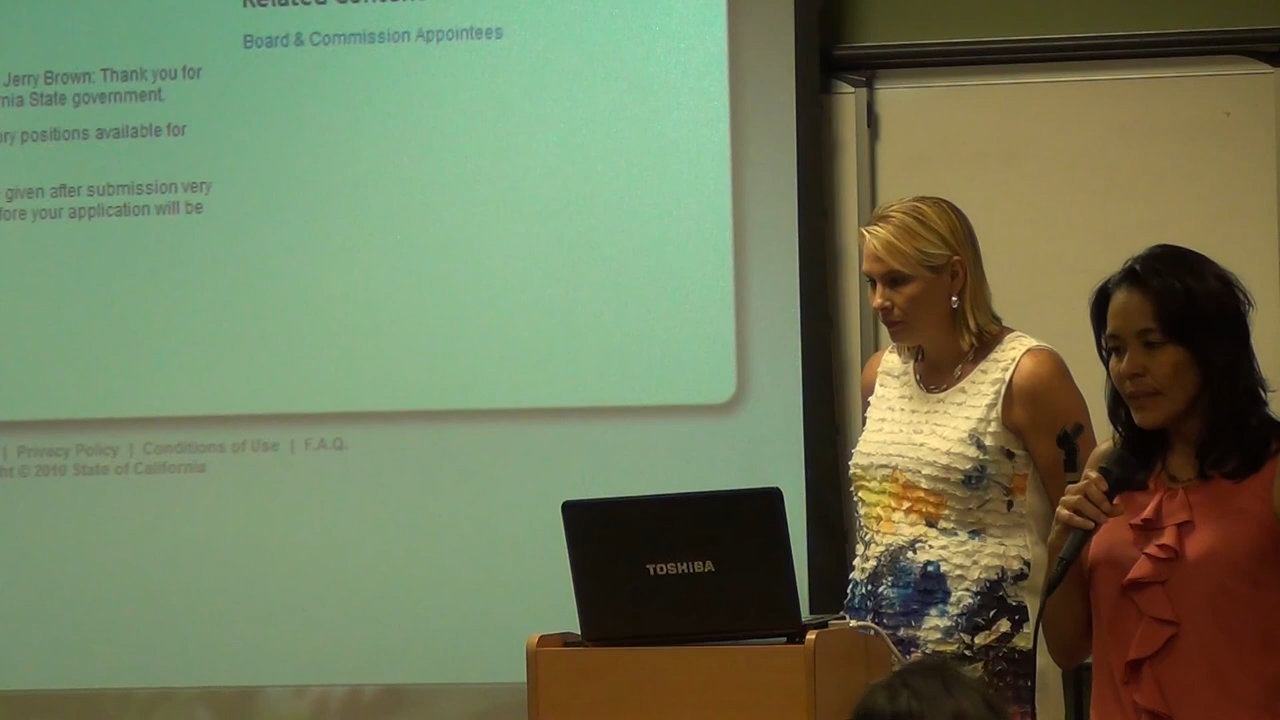 Board & Commission Appointees
Jerry Brown: Thank you for
nia State government.
ry positions available for
given after submission very
fore your application will be
| Privacy Policy | Conditions of Use | F.A.Q.
ht © 2010 State of California
TOSHIBA